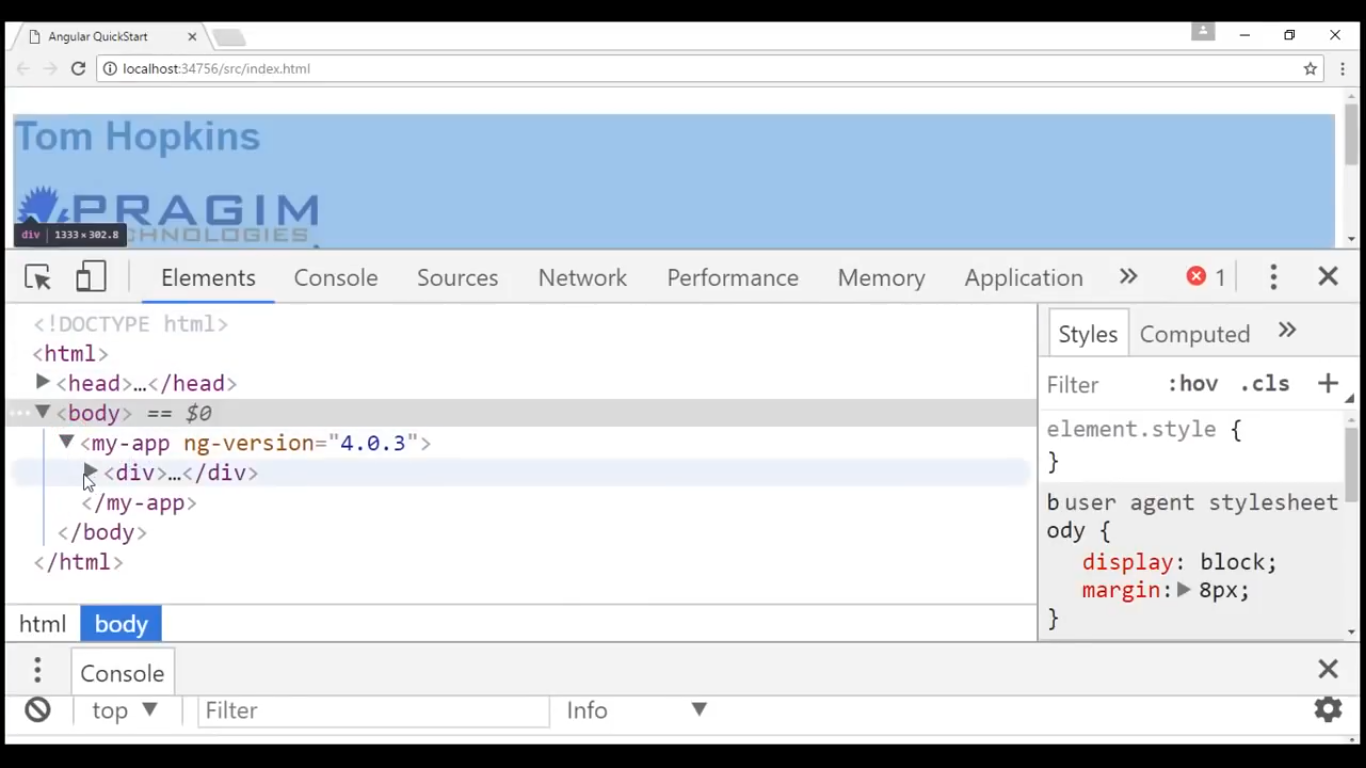 Angular QuickStart
localhost:34756/src/index.html
Tom Hopkins
PRAGIM
div 1333 × 302.8
CHNOLOGIES
Elements Console Sources Network Performance Memory Application » 1
<!DOCTYPE html>
<html>
<head>…</head>
… <body> == $0
<my-app ng-version="4.0.3">
<div>…</div>
</my-app>
</body>
</html>
html body
Styles Computed »
Filter :hov .cls +
element.style {
}
b user agent stylesheet
ody {
display: block;
margin: 8px;
}
Console
top Filter Info